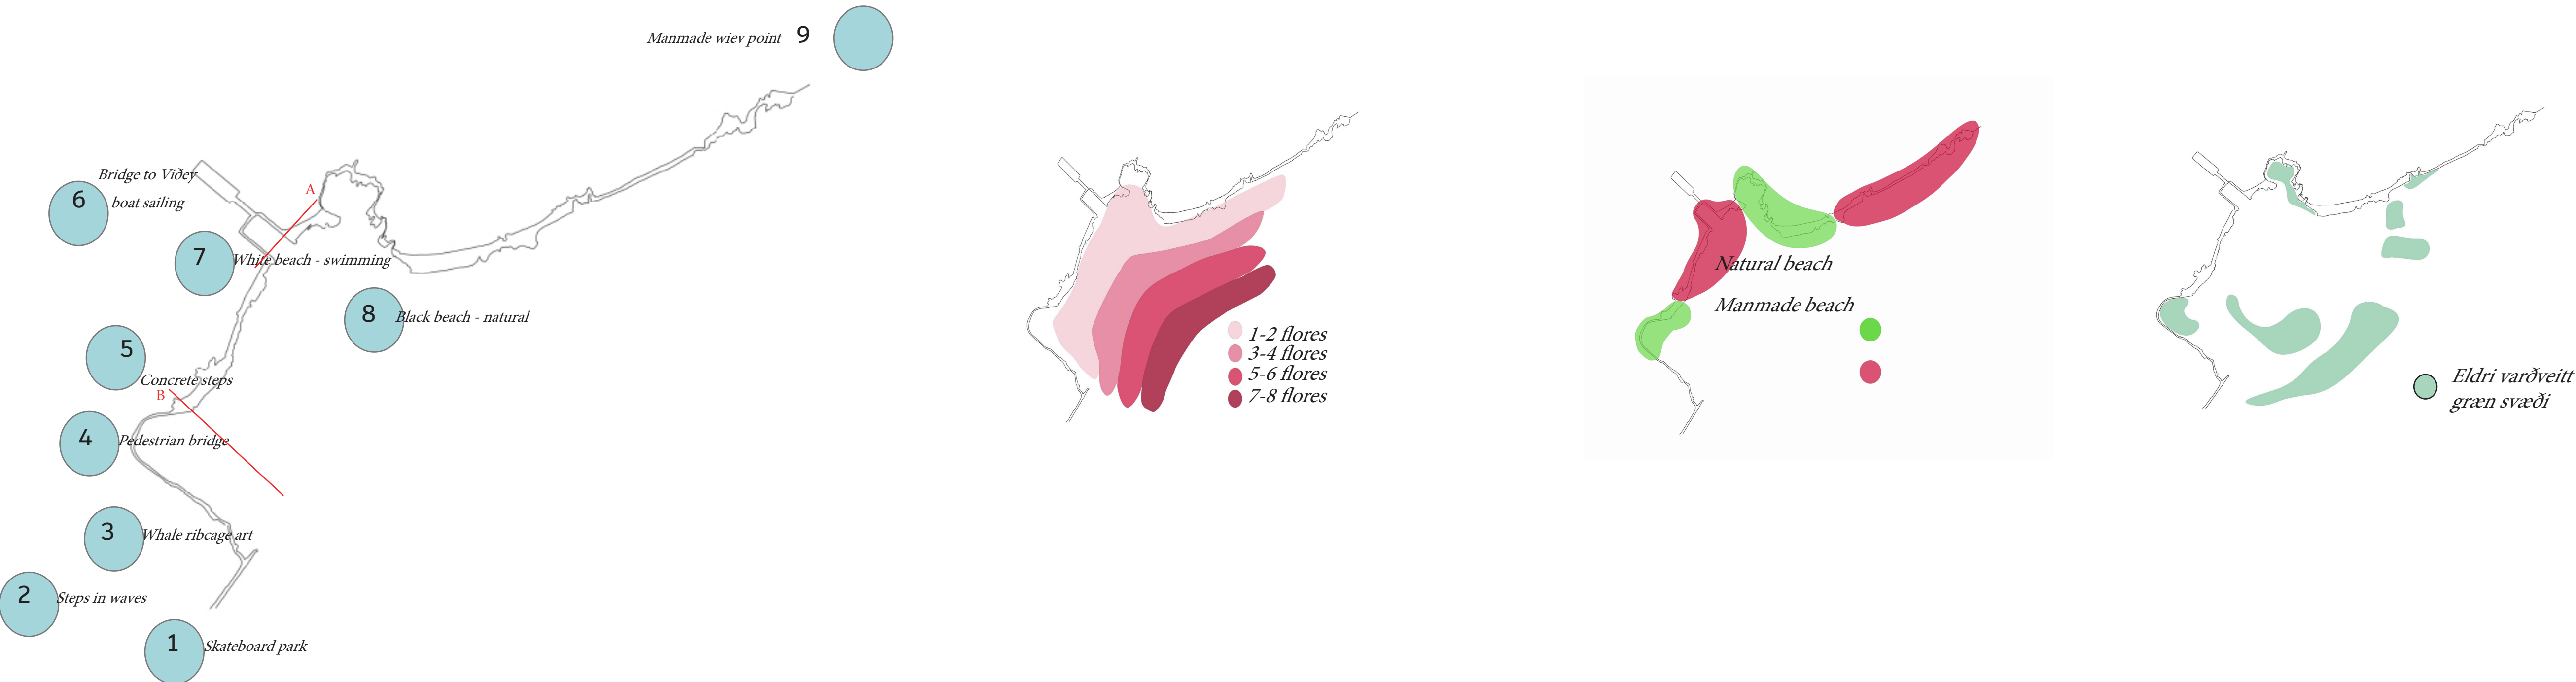 Manmade wiev point 9
Bridge to Viðey
6 boat sailing
A
7 White beach - swimming
8 Black beach - natural
5
Concrete steps
B
4 Pedestrian bridge
3 Whale ribcage art
2 Steps in waves
1 Skateboard park
1-2 flores
3-4 flores
5-6 flores
7-8 flores
Natural beach
Manmade beach
Eldri varðveitt
græn svæði